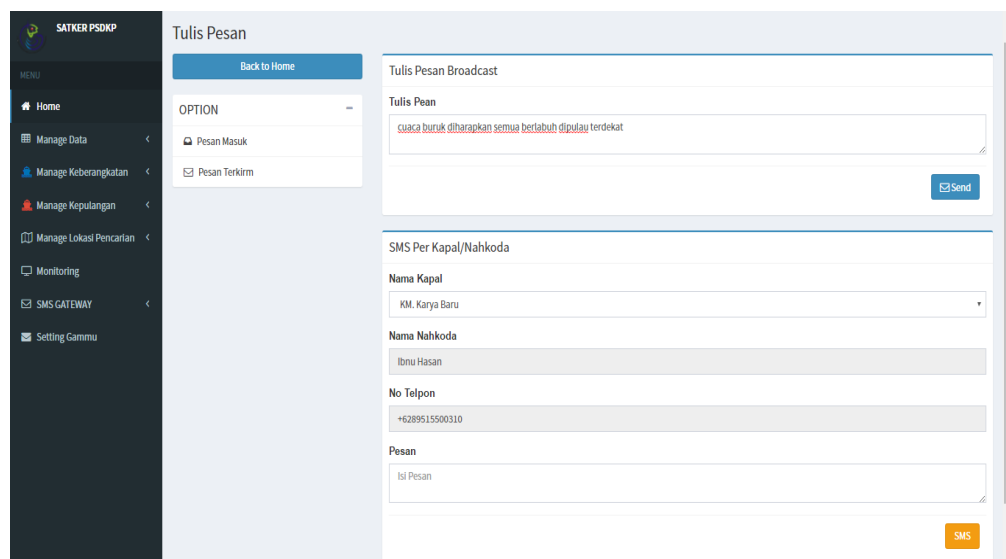 SATKER PSDKP
MENU
Home
Manage Data
Manage Keberangkatan
Manage Kepulangan
Manage Lokasi Pencarian
Monitoring
SMS GATEWAY
Setting Gammu
Tulis Pesan
Back to Home
OPTION
Pesan Masuk
Pesan Terkirm
Tulis Pesan Broadcast
Tulis Pean
cuaca buruk diharapkan semua berlabuh dipulau terdekat
Send
SMS Per Kapal/Nahkoda
Nama Kapal
KM. Karya Baru
Nama Nahkoda
Ibnu Hasan
No Telpon
+6289515500310
Pesan
Isi Pesan
SMS